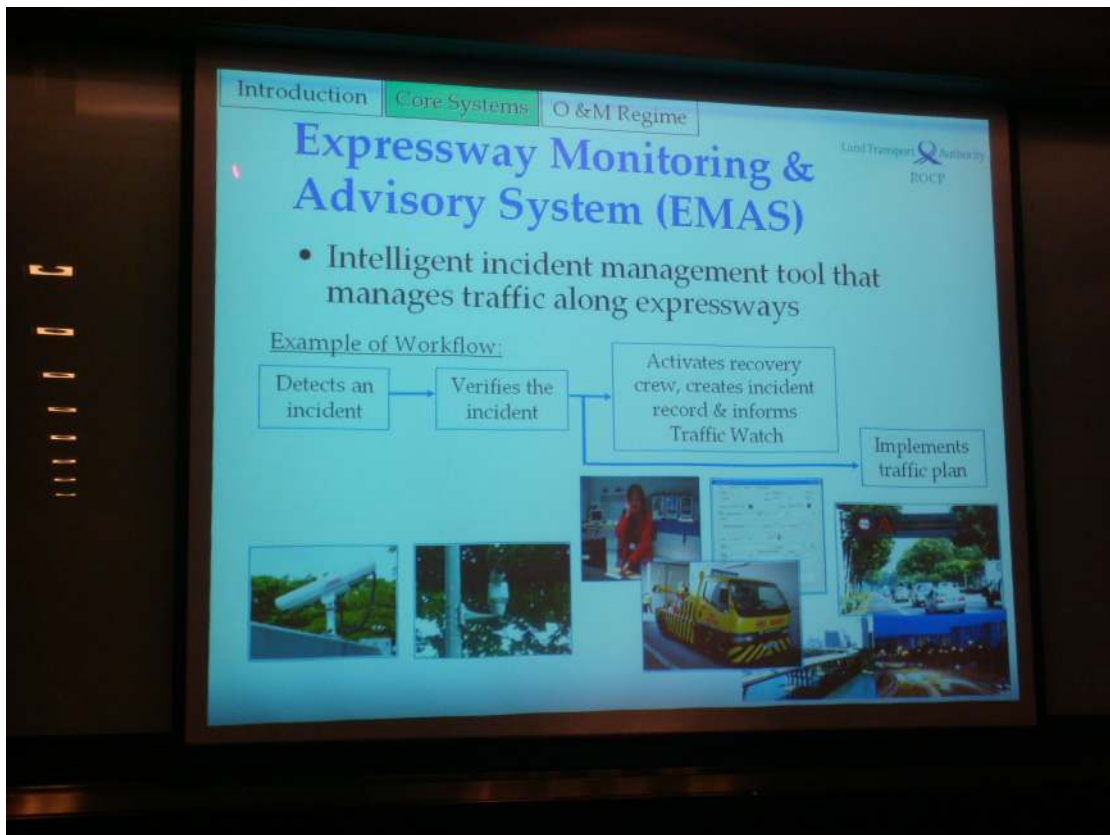 Introduction
Core Systems
O &M Regime
Land Transport Authority
ROCP
Expressway Monitoring &
Advisory System (EMAS)
• Intelligent incident management tool that
manages traffic along expressways
Example of Workflow:
Detects an
incident
Verifies the
incident
Activates recovery
crew, creates incident
record & informs
Traffic Watch
Implements
traffic plan